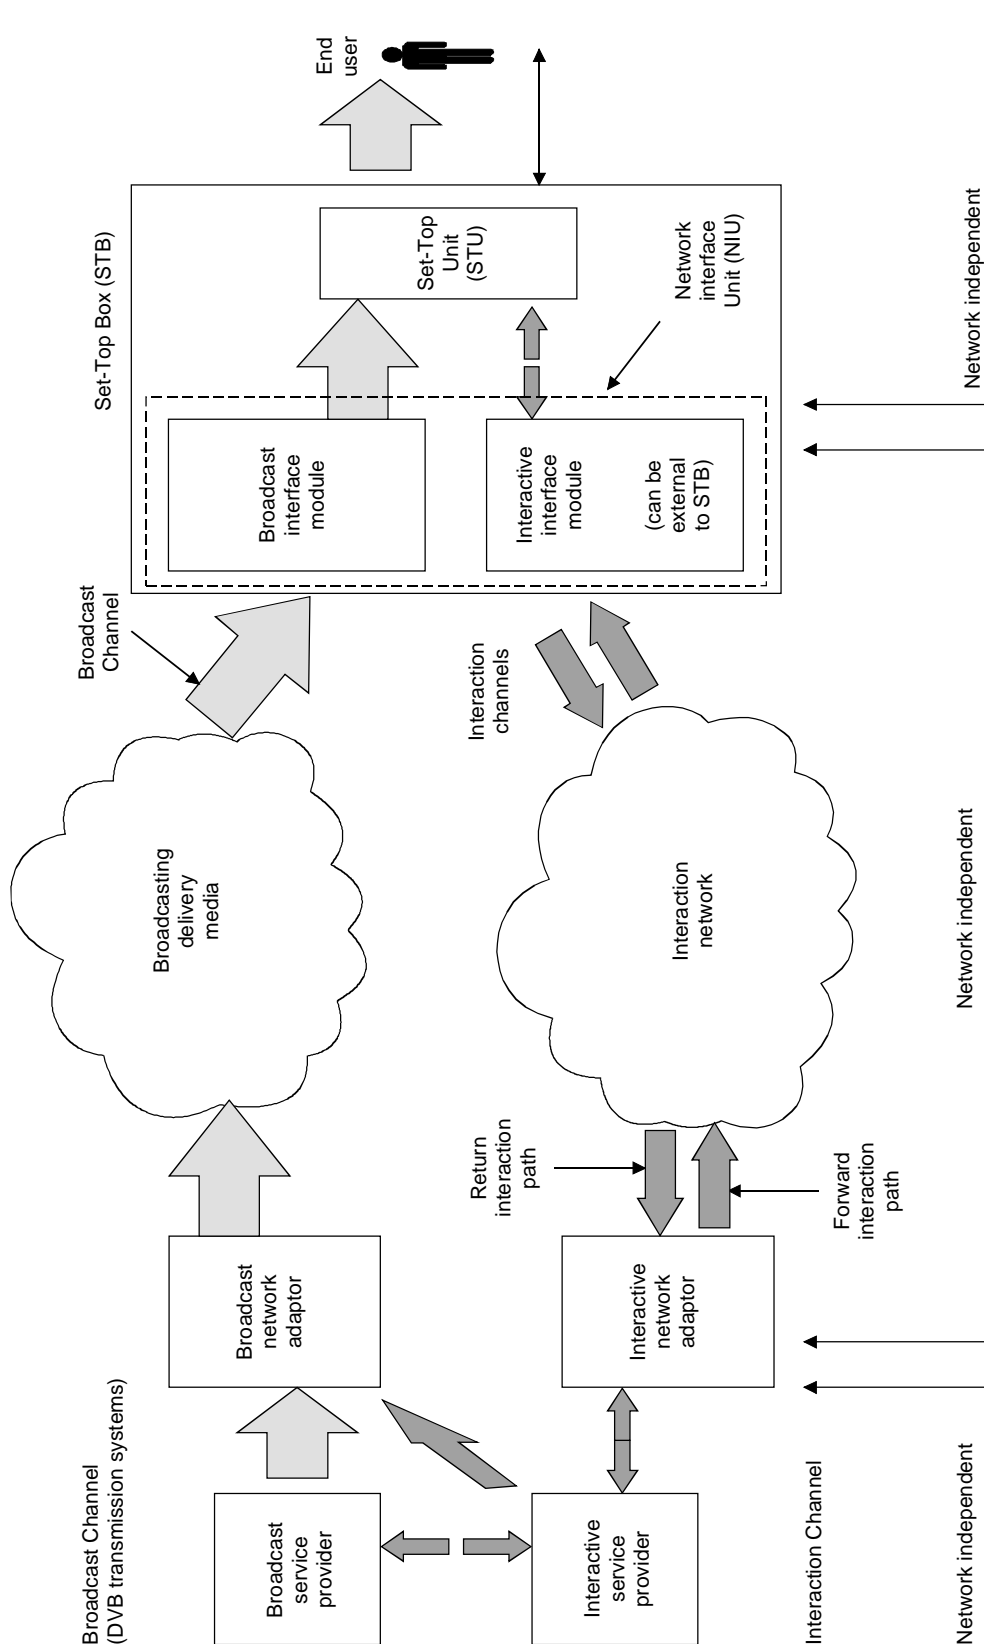 Broadcast Channel
(DVB transmission systems)
Broadcast
service
provider
Broadcast
network
adaptor
Broadcasting
delivery
media
Broadcast
Channel
Set-Top Box (STB)
Broadcast
interface
module
Set-Top
Unit
(STU)
End
user
Interactive
service
provider
Interactive
network
adaptor
Return
interaction
path
Forward
interaction
path
Interaction
network
Interaction
channels
Interactive
interface
module
(can be
external
to STB)
Network
interface
Unit (NIU)
Interaction Channel
Network independent
Network independent
Network independent